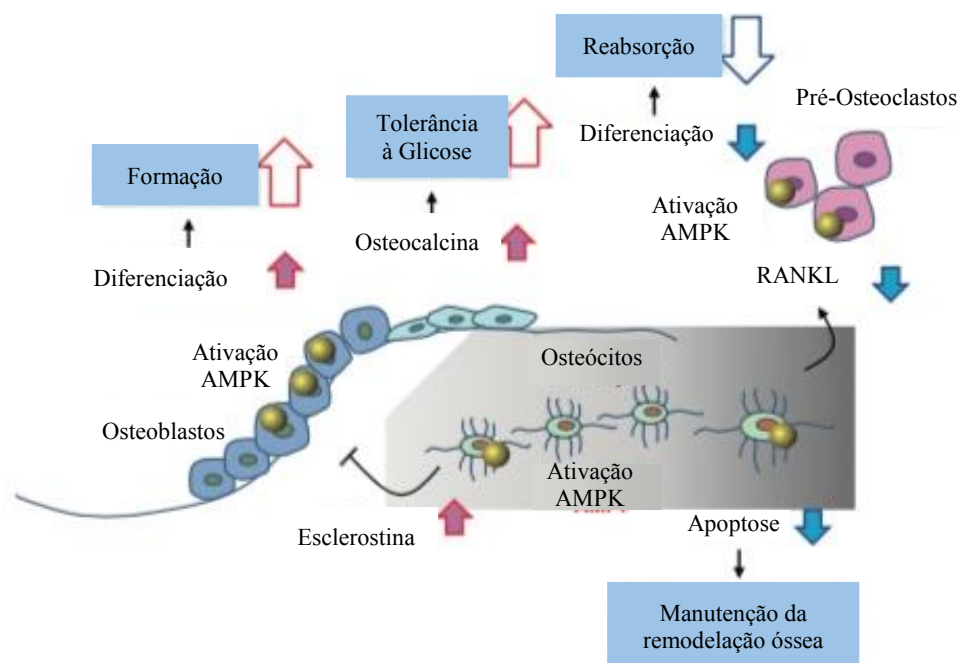 Reabsorção
Pré-Osteoclastos
Tolerância
à Glicose
Diferenciação
Formação
Ativação
AMPK
Osteocalcina
Diferenciação
RANKL
Ativação
AMPK
Osteócitos
Osteoblastos
Ativação
AMPK
Esclerostina
Apoptose
Manutenção da
remodelação óssea